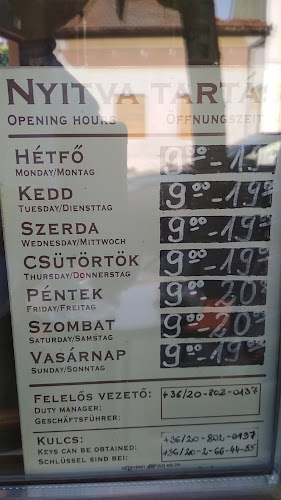 NYITVA TARTÁS
OPENING HOURS ÖFFNUNGSZEIT
HÉTFŐ 9⁰⁰-19
MONDAY/MONTAG
KEDD 9⁰⁰-19⁰⁰
TUESDAY/DIENSTTAG
SZERDA 9⁰⁰-19⁰⁰
WEDNESDAY/MITTWOCH
CSÜTÖRTÖK 9⁰⁰-19⁰⁰
THURSDAY/DONNERSTAG
PÉNTEK 9⁰⁰-20⁰⁰
FRIDAY/FREITAG
SZOMBAT 9⁰⁰-20⁰⁰
SATURDAY/SAMSTAG
VASÁRNAP 9⁰⁰-19⁰⁰
SUNDAY/SONNTAG
FELELŐS VEZETŐ: +36/20-802-0137
DUTY MANAGER:
GESCHÄFTSFÜHRER:
KULCS: +36/20-802-0137
KEYS CAN BE OBTAINED: +36/20-2-66-44-55
SCHLÜSSEL SIND BEI: